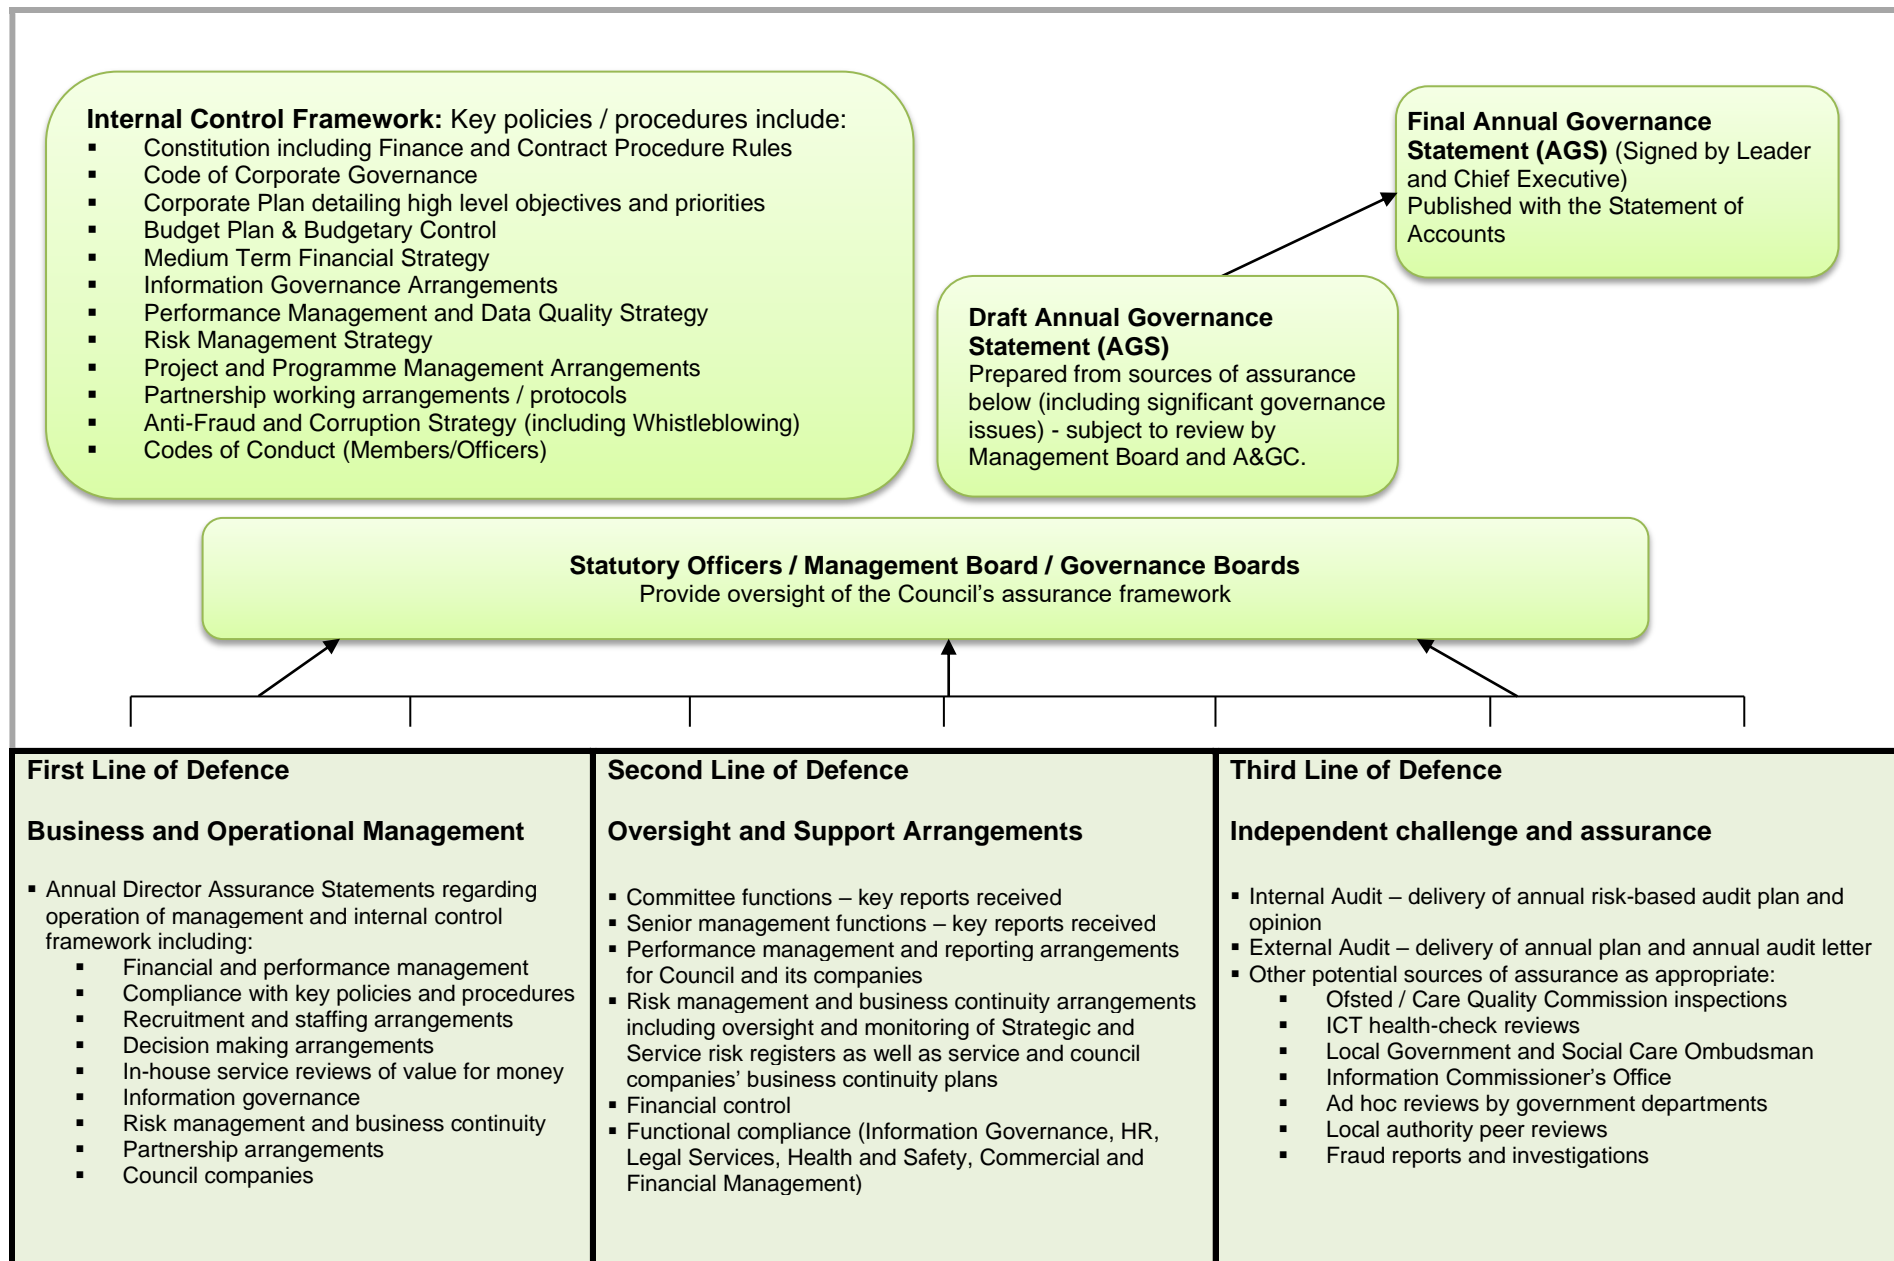 Internal Control Framework: Key policies / procedures include:
▪ Constitution including Finance and Contract Procedure Rules
▪ Code of Corporate Governance
▪ Corporate Plan detailing high level objectives and priorities
▪ Budget Plan & Budgetary Control
▪ Medium Term Financial Strategy
▪ Information Governance Arrangements
▪ Performance Management and Data Quality Strategy
▪ Risk Management Strategy
▪ Project and Programme Management Arrangements
▪ Partnership working arrangements / protocols
▪ Anti-Fraud and Corruption Strategy (including Whistleblowing)
▪ Codes of Conduct (Members/Officers)
Final Annual Governance
Statement (AGS) (Signed by Leader
and Chief Executive)
Published with the Statement of
Accounts
Draft Annual Governance
Statement (AGS)
Prepared from sources of assurance
below (including significant governance
issues) - subject to review by
Management Board and A&GC.
Statutory Officers / Management Board / Governance Boards
Provide oversight of the Council’s assurance framework
First Line of Defence
Business and Operational Management
▪ Annual Director Assurance Statements regarding
operation of management and internal control
framework including:
▪ Financial and performance management
▪ Compliance with key policies and procedures
▪ Recruitment and staffing arrangements
▪ Decision making arrangements
▪ In-house service reviews of value for money
▪ Information governance
▪ Risk management and business continuity
▪ Partnership arrangements
▪ Council companies
Second Line of Defence
Oversight and Support Arrangements
▪ Committee functions – key reports received
▪ Senior management functions – key reports received
▪ Performance management and reporting arrangements
for Council and its companies
▪ Risk management and business continuity arrangements
including oversight and monitoring of Strategic and
Service risk registers as well as service and council
companies’ business continuity plans
▪ Financial control
▪ Functional compliance (Information Governance, HR,
Legal Services, Health and Safety, Commercial and
Financial Management)
Third Line of Defence
Independent challenge and assurance
▪ Internal Audit – delivery of annual risk-based audit plan and
opinion
▪ External Audit – delivery of annual plan and annual audit letter
▪ Other potential sources of assurance as appropriate:
▪ Ofsted / Care Quality Commission inspections
▪ ICT health-check reviews
▪ Local Government and Social Care Ombudsman
▪ Information Commissioner’s Office
▪ Ad hoc reviews by government departments
▪ Local authority peer reviews
▪ Fraud reports and investigations